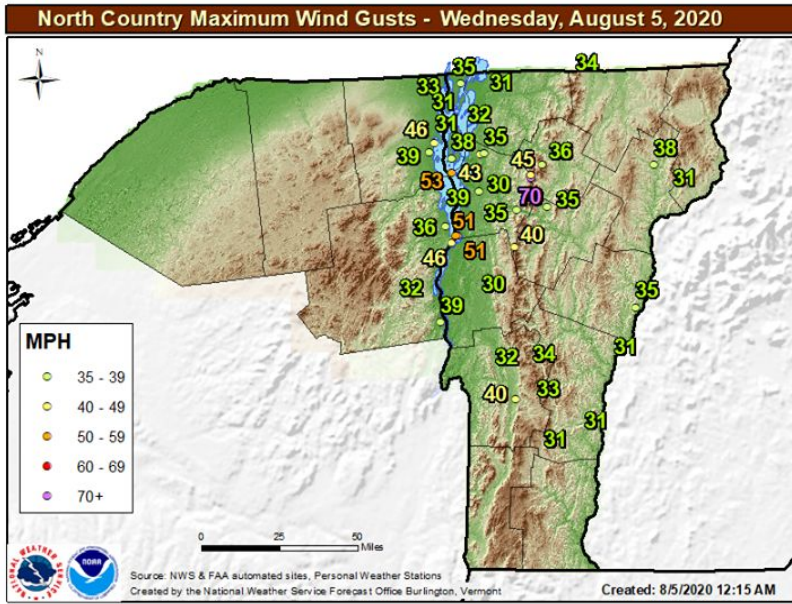 North Country Maximum Wind Gusts - Wednesday, August 5, 2020
N
34
35
33
31
31
31
32
46
38
35
39
45
36
38
53
43
31
39
30
70
35
35
36
51
40
46
51
32
30
39
35
32
34
31
40
33
31
31
MPH
35 - 39
40 - 49
50 - 59
60 - 69
70+
0 25 50
Miles
NATIONAL WEATHER SERVICE
NOAA
Source: NWS & FAA automated sites, Personal Weather Stations
Created by the National Weather Service Forecast Office Burlington, Vermont
Created: 8/5/2020 12:15 AM